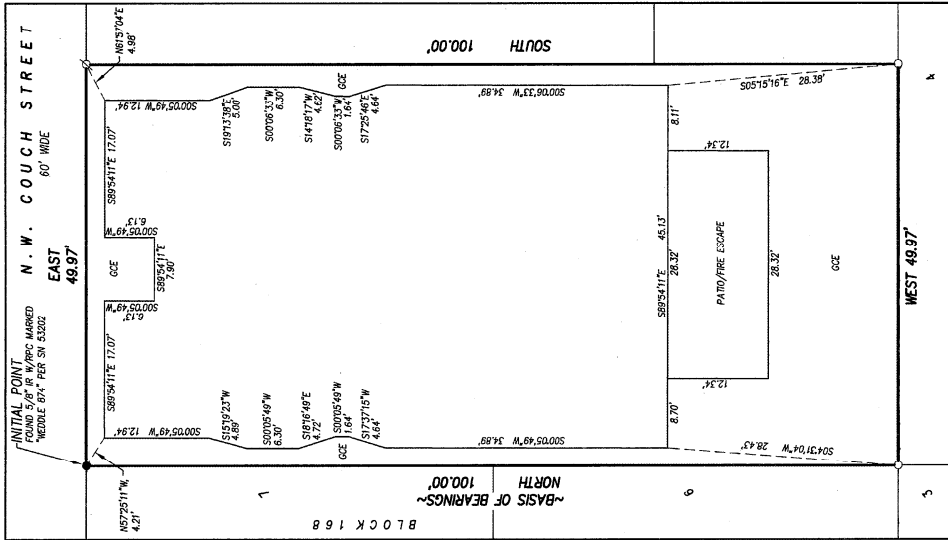 INITIAL POINT
FOUND 5/8" IR W/RPC MARKED
"WEDDLE 874" PER SN 53202
N.W. COUCH STREET
60' WIDE
EAST
49.97'
N57°25'11"W,
4.21'
N61°57'04"E
4.98'
S89°54'11"E 17.07'
S00°05'49"W
6.13'
GCE
S89°54'11"E
7.90'
S00°05'49"W
6.13'
S89°54'11"E 17.07'
S00°05'49"W 12.94'
S00°05'49"W 12.94'
S15°19'23"W
4.89'
S00°05'49"W
6.30'
S18°16'49"E
4.72'
S00°05'49"W
1.64'
S17°37'15"W
4.64'
GCE
S19°13'38"E
5.00'
S00°06'33"W
6.30'
S14°18'17"W
4.62'
S00°06'33"W
1.64'
S17°25'46"E
4.64'
GCE
S00°05'49"W 34.89'
S00°06'33"W 34.89'
NORTH
100.00'
~BASIS OF BEARINGS~
BLOCK 168
SOUTH 100.00'
7
6
5
4
S89°54'11"E 45.13'
8.70'
28.32'
8.11'
12.34'
PATIO/FIRE ESCAPE
12.34'
28.32'
GCE
S04°31'04"W 28.43'
S05°51'51.9"E 28.38'
WEST 49.97'